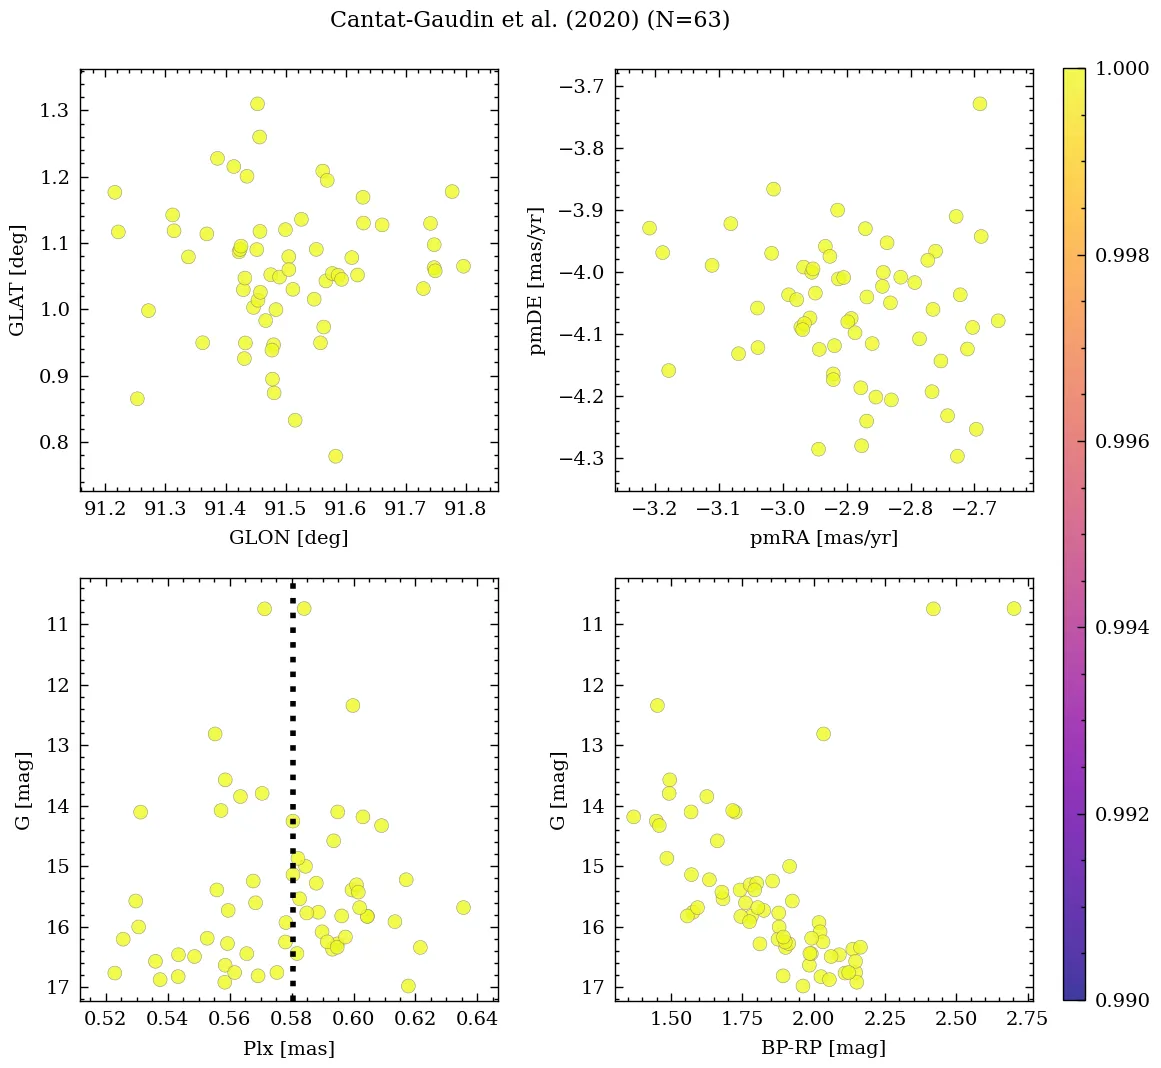 Cantat-Gaudin et al. (2020) (N=63)
GLAT [deg]
1.3
1.2
1.1
1.0
0.9
0.8
91.2 91.3 91.4 91.5 91.6 91.7 91.8
GLON [deg]
pmDE [mas/yr]
−3.7
−3.8
−3.9
−4.0
−4.1
−4.2
−4.3
−3.2 −3.1 −3.0 −2.9 −2.8 −2.7
pmRA [mas/yr]
1.000
0.998
0.996
0.994
0.992
0.990
G [mag]
11
12
13
14
15
16
17
0.52 0.54 0.56 0.58 0.60 0.62 0.64
Plx [mas]
G [mag]
11
12
13
14
15
16
17
1.50 1.75 2.00 2.25 2.50 2.75
BP-RP [mag]